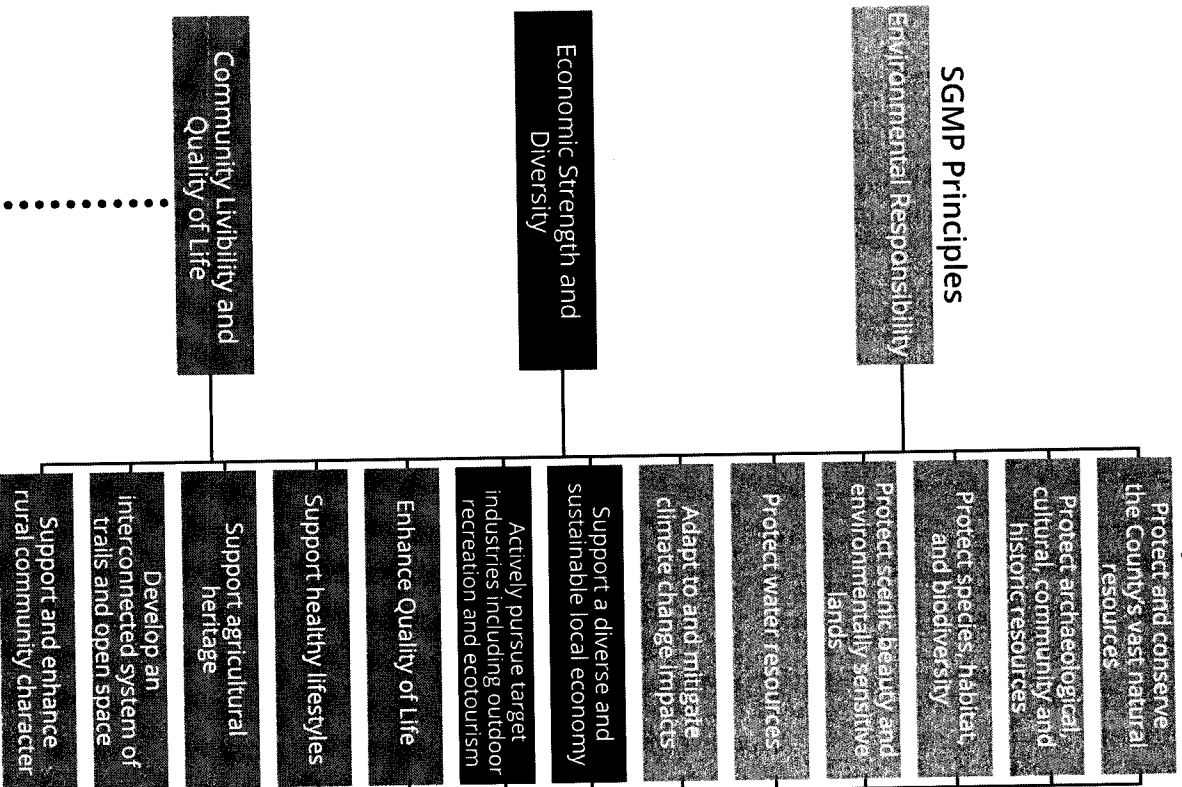 SGMP Principles
Environmental Responsibility
Economic Strength and
Diversity
Community Livibility and
Quality of Life
Protect and conserve
the County's vast nature
resources
Protect archaeological,
cultural, community and
historic resources
Protect species, habitat,
and biodiversity
Protect scenic beauty and
environmentally sensitive
lands
Protect water resources
Adapt to and mitigate
climate change impacts
Support a diverse and
sustainable local economy
Actively pursue target
industries including outdoor
recreation and ecotourism
Enhance Quality of Life
Support healthy lifestyles
Support agricultural
heritage
Develop an
interconnected system of
trails and open space
Support and enhance
rural community character